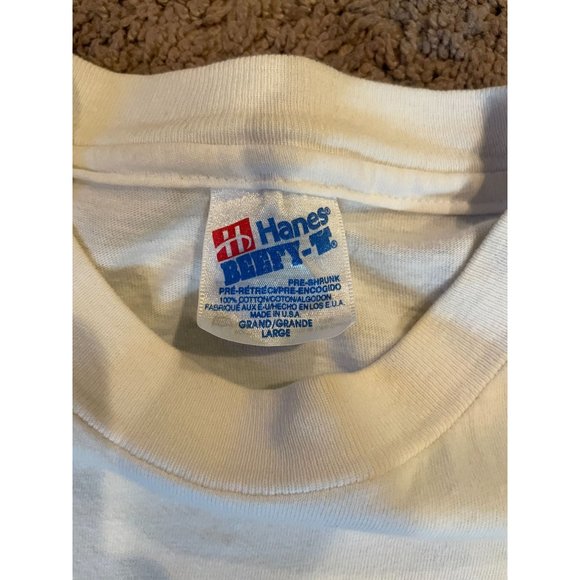 H Hanes®
BEEFY-T®
PRE-SHRUNK
PRÉ-RÉTRÉCI/PRE-ENCOGIDO
100% COTTON/COTON/ALGODON
FABRIQUÉ AUX É-U/HECHO EN LOS E.U.A.
MADE IN U.S.A.
GRAND/GRANDE
LARGE